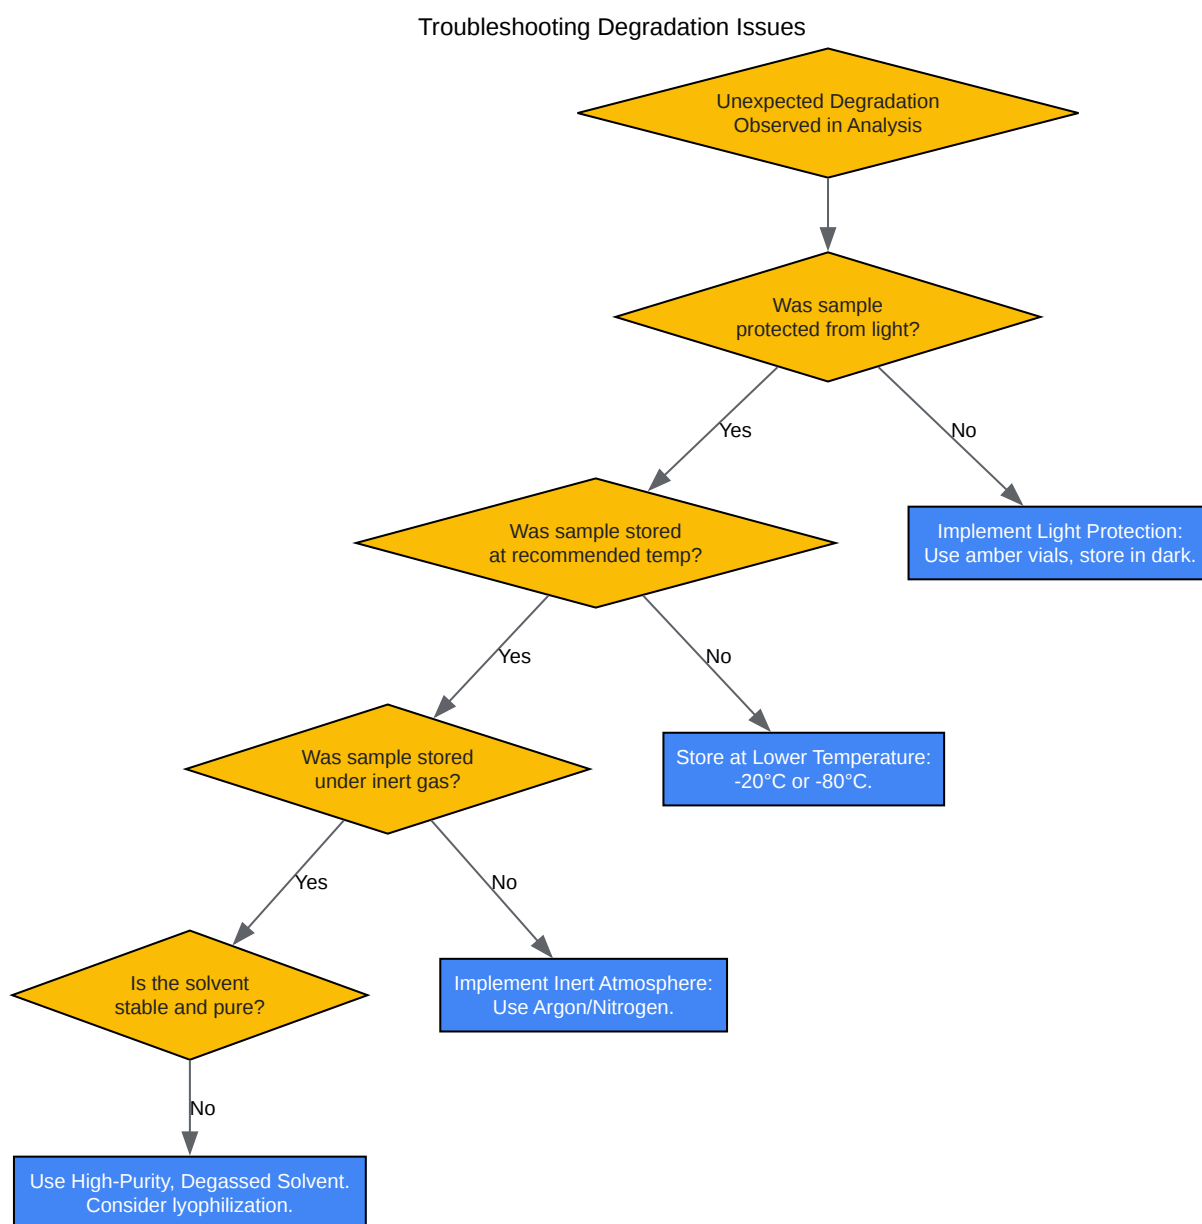 Troubleshooting Degradation Issues
Unexpected Degradation
Observed in Analysis
Was sample
protected from light?
Yes
No
Was sample stored
at recommended temp?
Implement Light Protection:
Use amber vials, store in dark.
Yes
No
Was sample stored
under inert gas?
Store at Lower Temperature:
-20°C or -80°C.
Yes
No
Is the solvent
stable and pure?
Implement Inert Atmosphere:
Use Argon/Nitrogen.
No
Use High-Purity, Degassed Solvent.
Consider lyophilization.